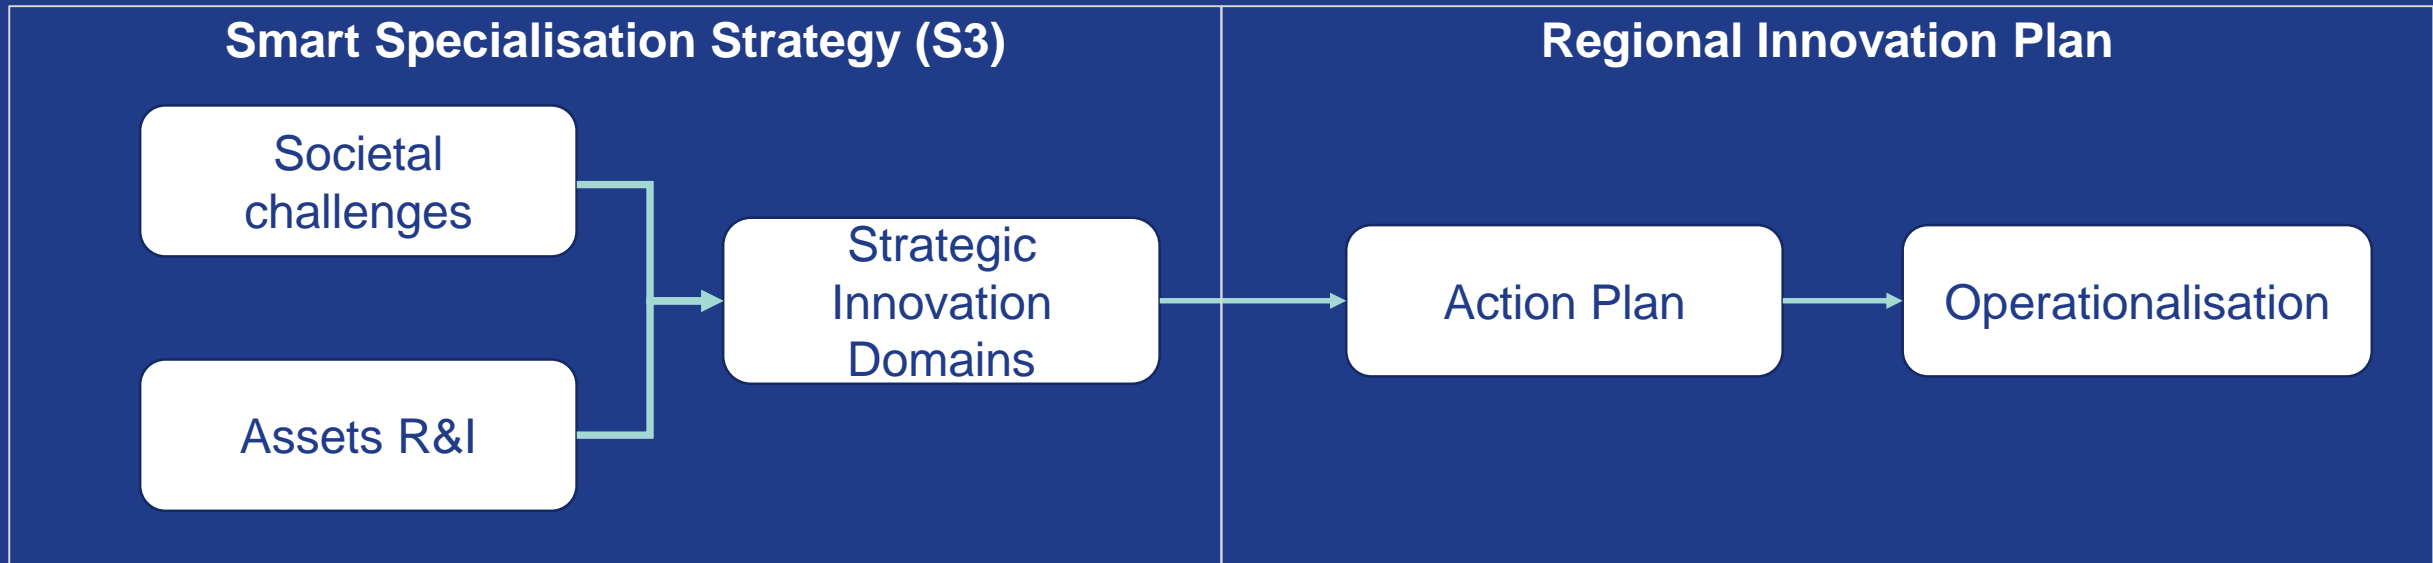 Smart Specialisation Strategy (S3)
Regional Innovation Plan
Societal
challenges
Assets R&I
Strategic
Innovation
Domains
Action Plan
Operationalisation